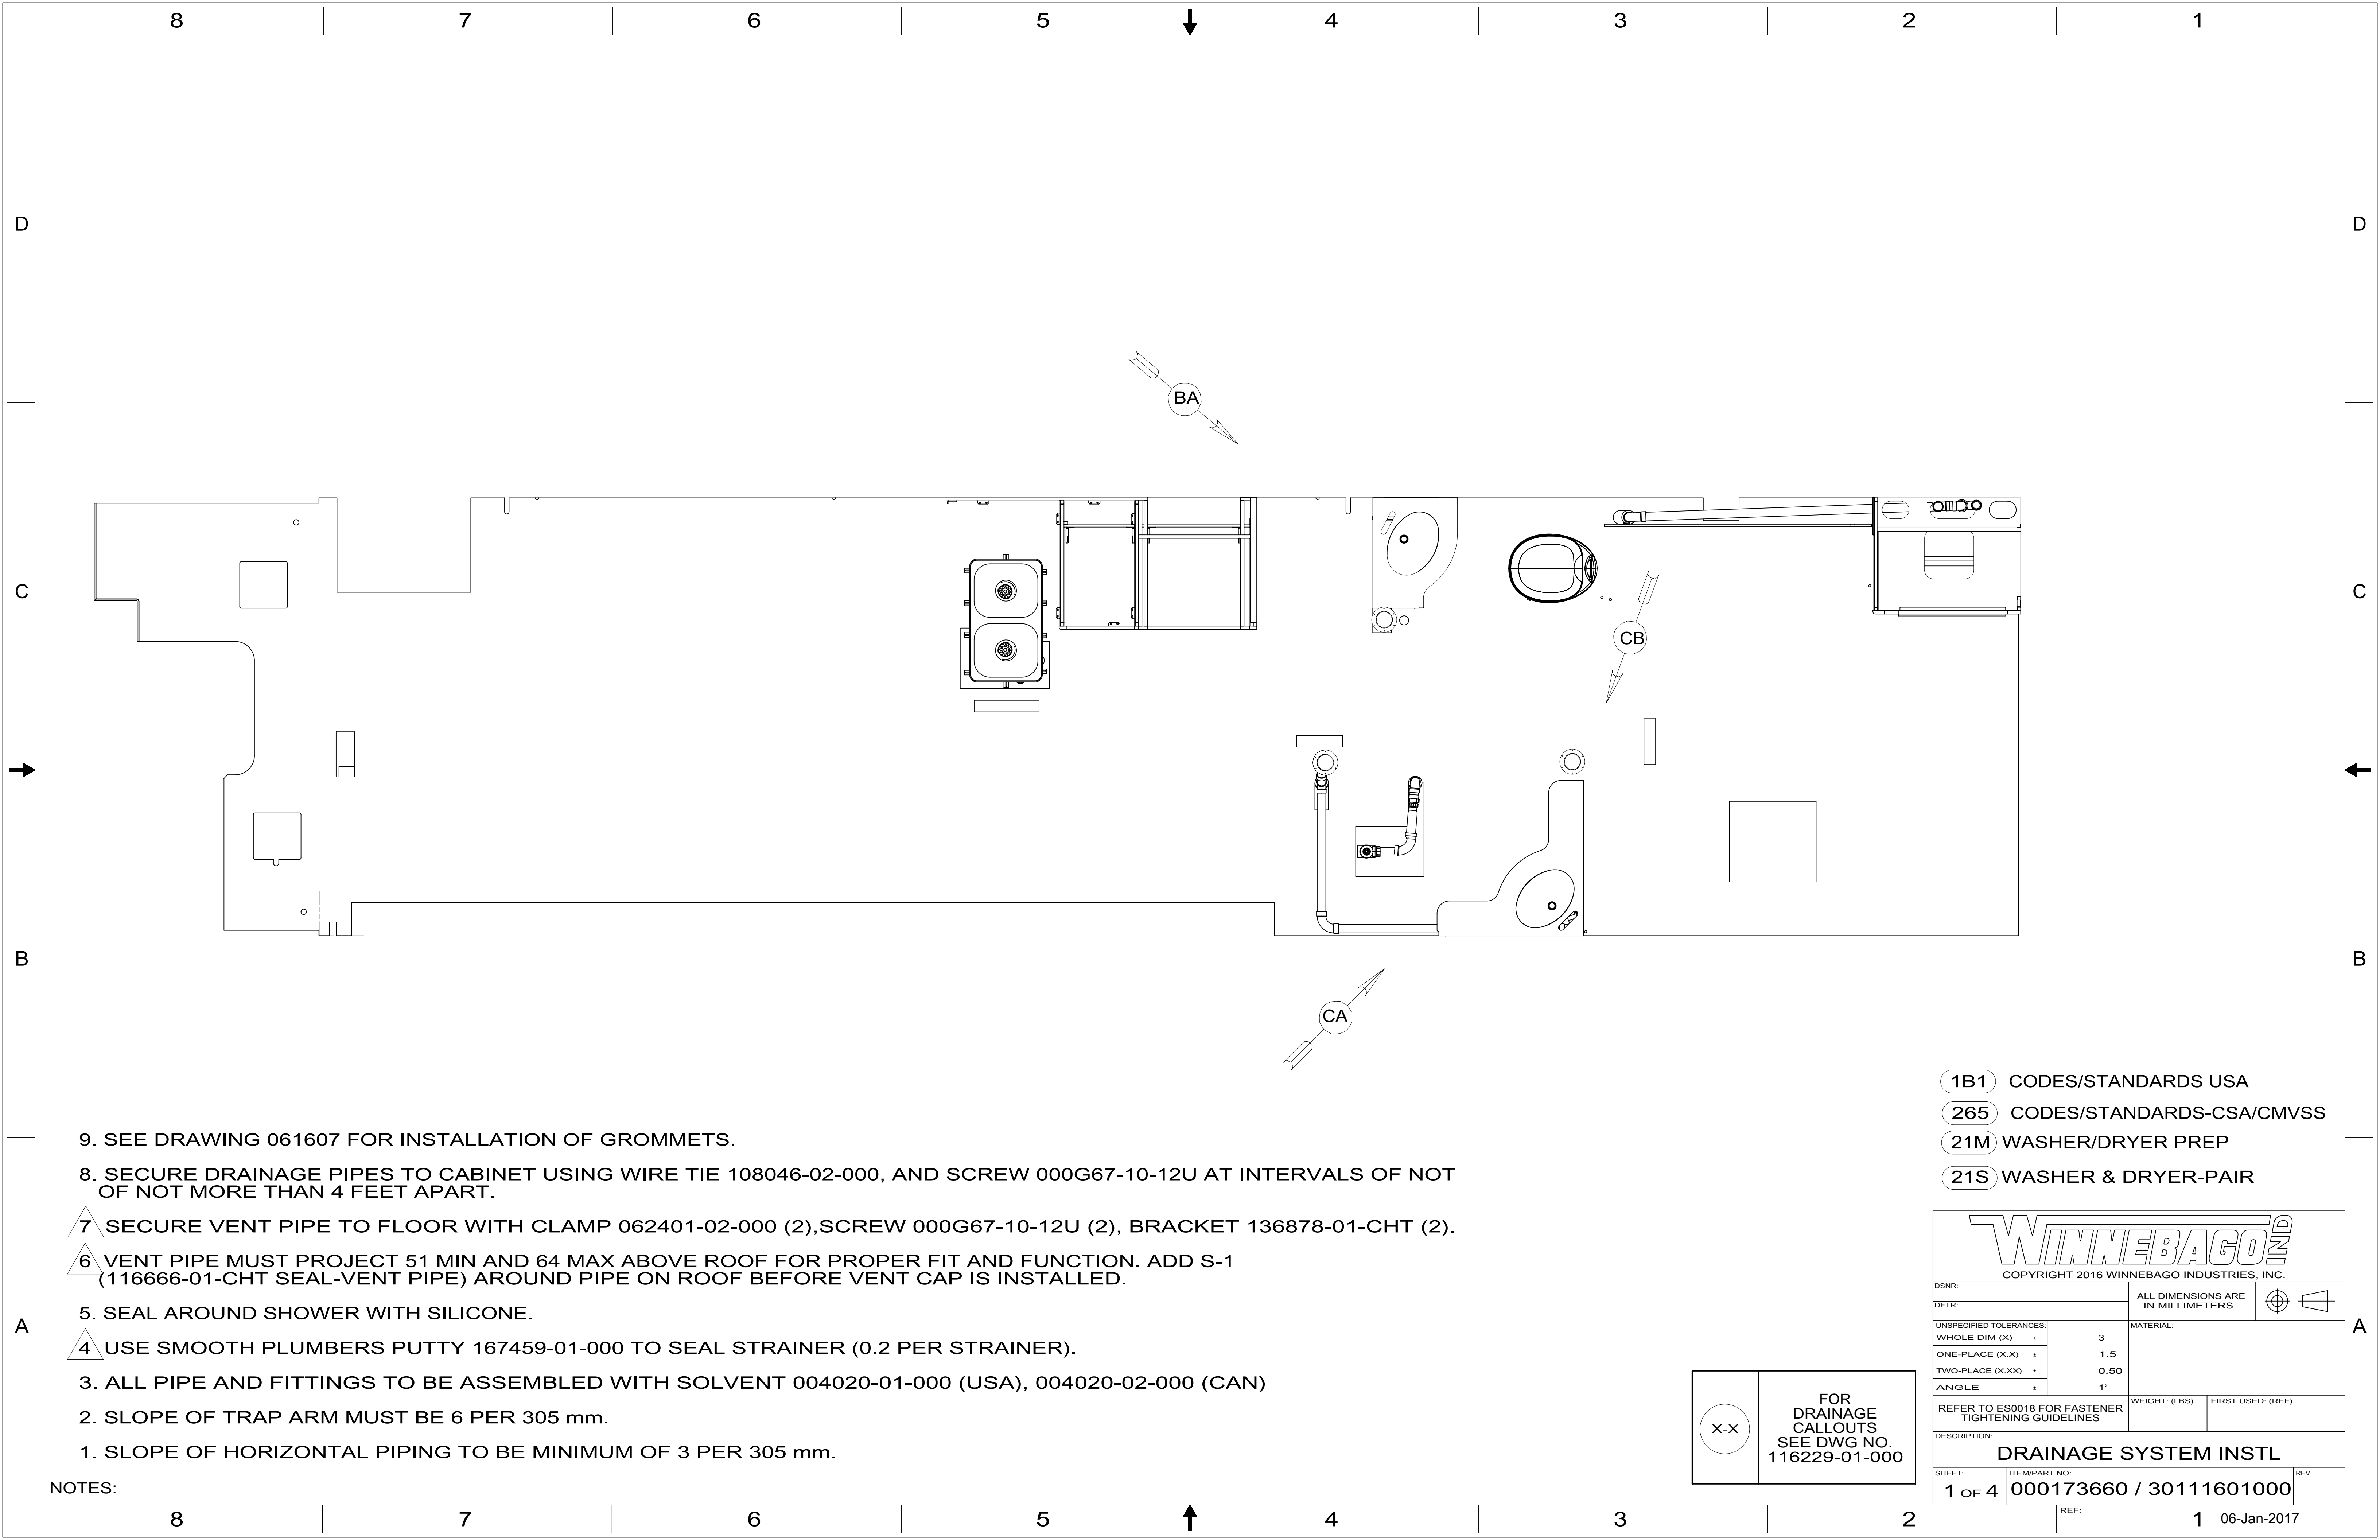 8 7 6 5 4 3 2 1
D D
BA
C C
CB
B B
CA
1B1 CODES/STANDARDS USA
265 CODES/STANDARDS-CSA/CMVSS
21M WASHER/DRYER PREP
21S WASHER & DRYER-PAIR
9. SEE DRAWING 061607 FOR INSTALLATION OF GROMMETS.
8. SECURE DRAINAGE PIPES TO CABINET USING WIRE TIE 108046-02-000, AND SCREW 000G67-10-12U AT INTERVALS OF NOT
OF NOT MORE THAN 4 FEET APART.
7 SECURE VENT PIPE TO FLOOR WITH CLAMP 062401-02-000 (2),SCREW 000G67-10-12U (2), BRACKET 136878-01-CHT (2).
6 VENT PIPE MUST PROJECT 51 MIN AND 64 MAX ABOVE ROOF FOR PROPER FIT AND FUNCTION. ADD S-1
(116666-01-CHT SEAL-VENT PIPE) AROUND PIPE ON ROOF BEFORE VENT CAP IS INSTALLED.
5. SEAL AROUND SHOWER WITH SILICONE.
4 USE SMOOTH PLUMBERS PUTTY 167459-01-000 TO SEAL STRAINER (0.2 PER STRAINER).
3. ALL PIPE AND FITTINGS TO BE ASSEMBLED WITH SOLVENT 004020-01-000 (USA), 004020-02-000 (CAN)
2. SLOPE OF TRAP ARM MUST BE 6 PER 305 mm.
1. SLOPE OF HORIZONTAL PIPING TO BE MINIMUM OF 3 PER 305 mm.
NOTES:
A A
X-X
FOR
DRAINAGE
CALLOUTS
SEE DWG NO.
116229-01-000
WINNEBAGO IND
COPYRIGHT 2016 WINNEBAGO INDUSTRIES, INC.
DSNR:
DFTR:
ALL DIMENSIONS ARE
IN MILLIMETERS
UNSPECIFIED TOLERANCES:
WHOLE DIM (X) ± 3
ONE-PLACE (X.X) ± 1.5
TWO-PLACE (X.XX) ± 0.50
ANGLE ± 1°
MATERIAL:
REFER TO ES0018 FOR FASTENER
TIGHTENING GUIDELINES
WEIGHT: (LBS)
FIRST USED: (REF)
DESCRIPTION:
DRAINAGE SYSTEM INSTL
SHEET:
1 OF 4
ITEM/PART NO:
000173660 / 30111601000
REV
REF:
8 7 6 5 4 3 2 1
06-Jan-2017